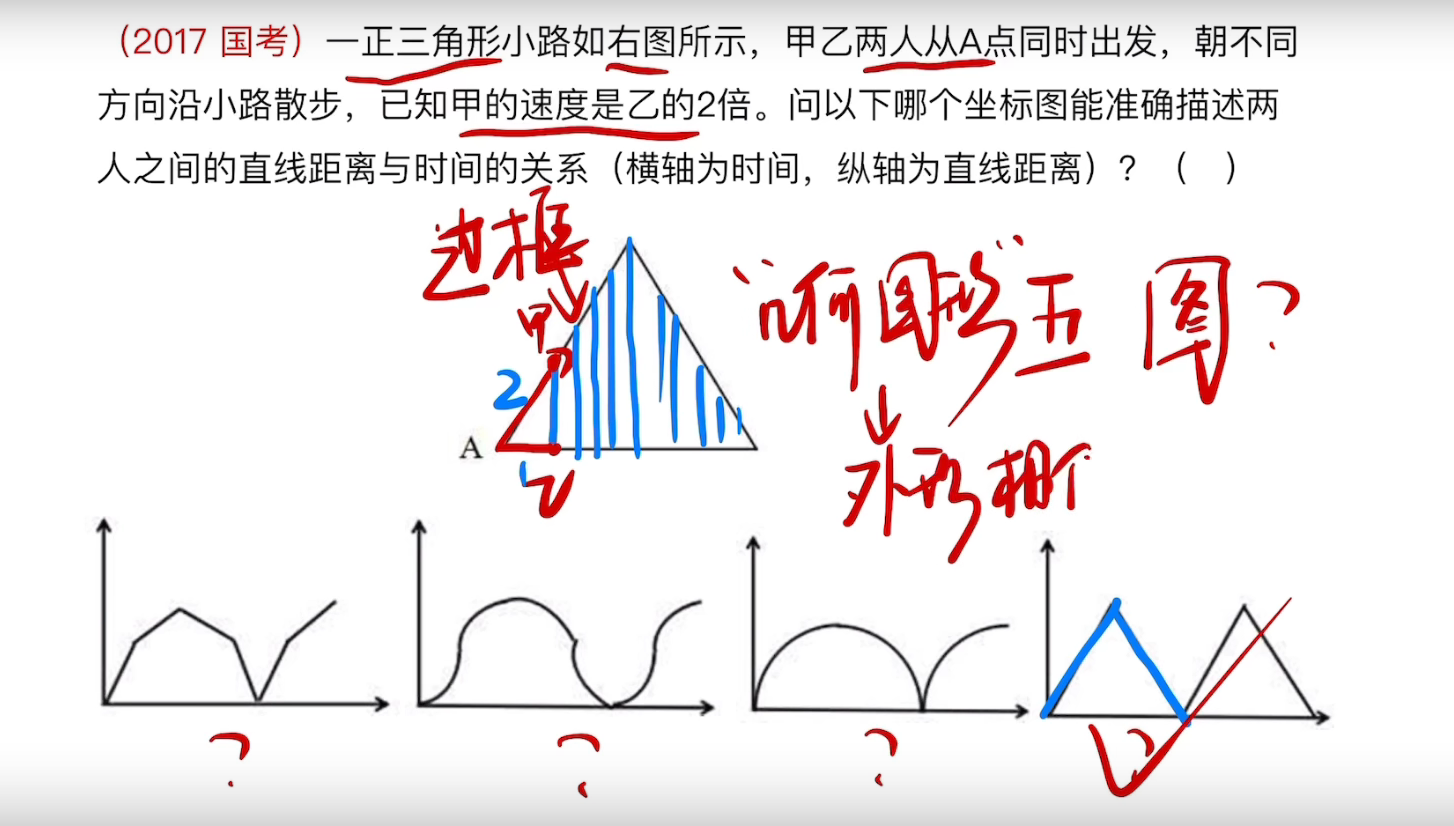 （2017 国考）一正三角形小路如右图所示，甲乙两人从A点同时出发，朝不同
方向沿小路散步，已知甲的速度是乙的2倍。问以下哪个坐标图能准确描述两
人之间的直线距离与时间的关系（横轴为时间，纵轴为直线距离）？（ ）
边框
甲
"几何图形"五图？
2
A
1
乙
外形相个
？
？
？